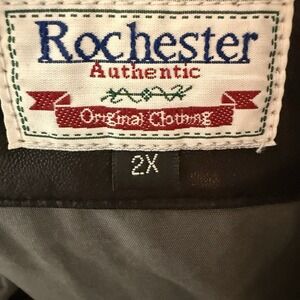 Rochester
Authentic
Original Clothing
2X